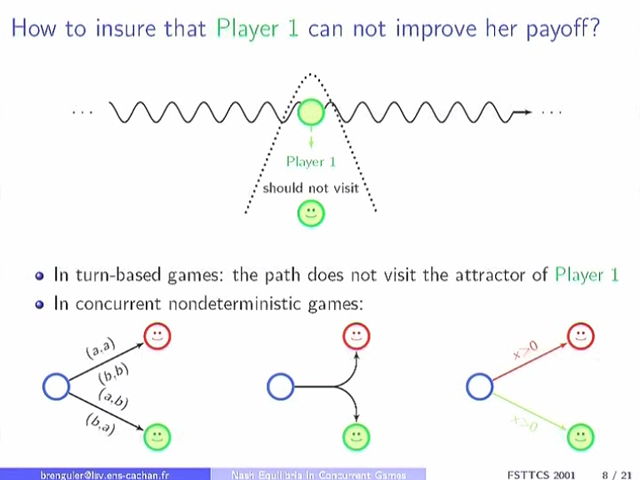 How to insure that Player 1 can not improve her payoff?
... ...
Player 1
should not visit
In turn-based games: the path does not visit the attractor of Player 1
In concurrent nondeterministic games:
(a,a)
(b,b)
(a,b)
(b,a)
x>0
x>0
brenguier@lsv.ens-cachan.fr Nash Equilibria in Concurrent Games FSTTCS 2001 8 / 21